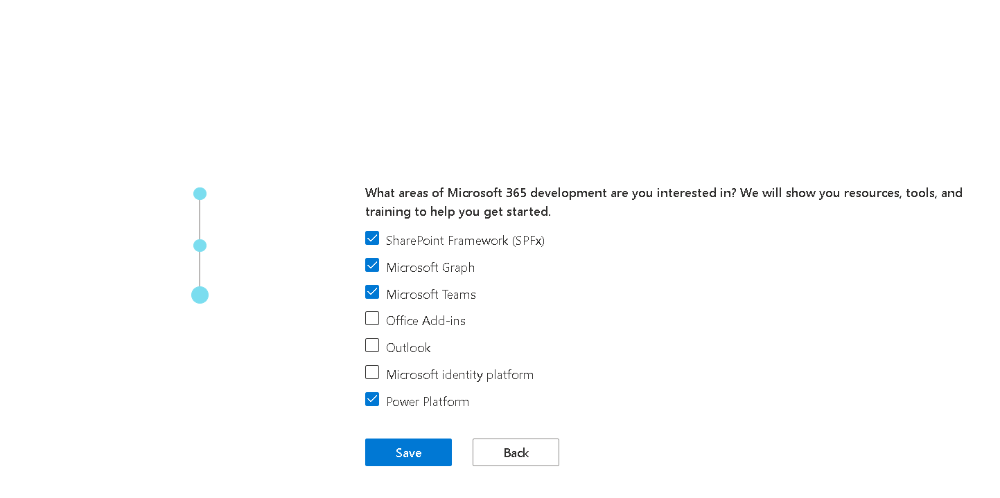 What areas of Microsoft 365 development are you interested in? We will show you resources, tools, and
training to help you get started.
SharePoint Framework (SPFx)
Microsoft Graph
Microsoft Teams
Office Add-ins
Outlook
Microsoft identity platform
Power Platform
Save Back